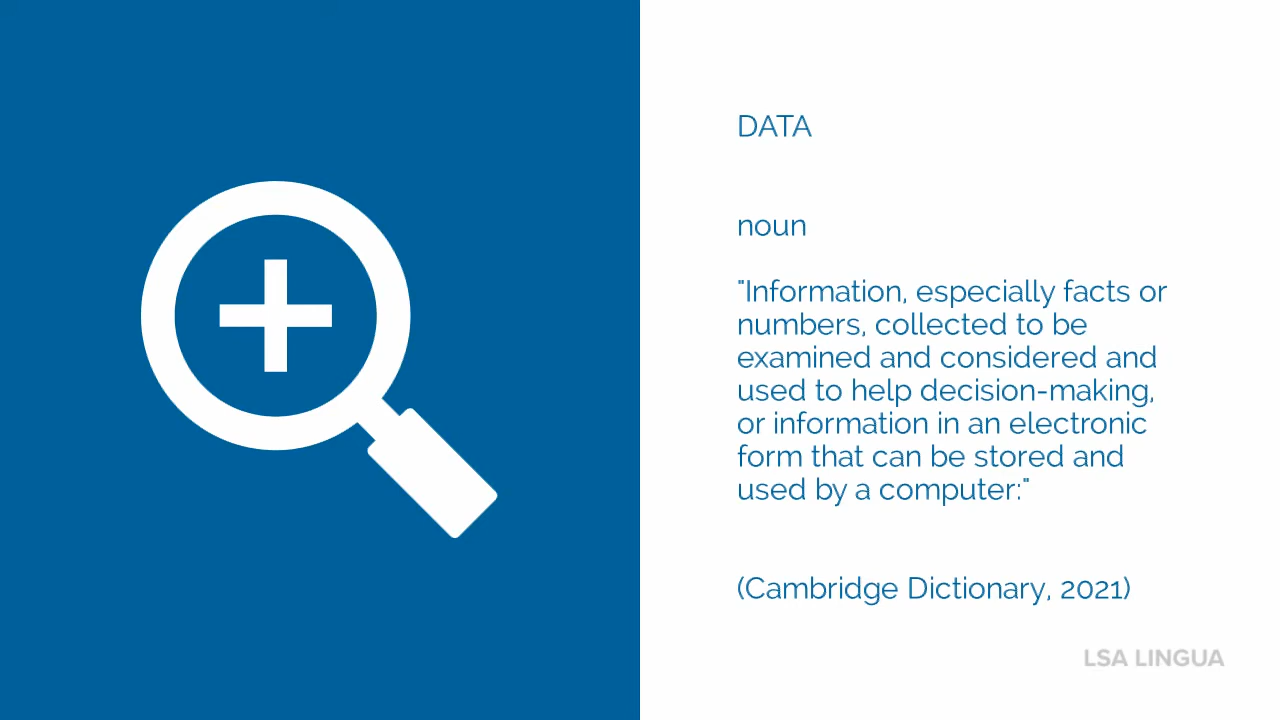 DATA
noun
"Information, especially facts or
numbers, collected to be
examined and considered and
used to help decision-making,
or information in an electronic
form that can be stored and
used by a computer:"
(Cambridge Dictionary, 2021)
LSA LINGUA